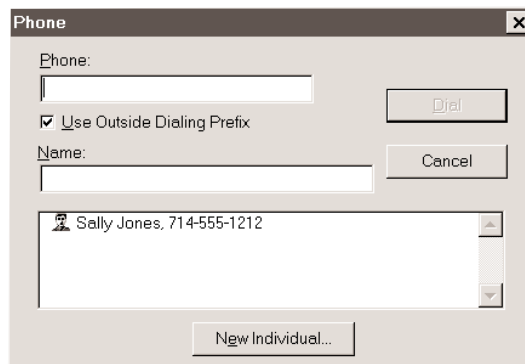 Phone
Phone:
Use Outside Dialing Prefix
Dial
Name:
Cancel
Sally Jones, 714-555-1212
New Individual...